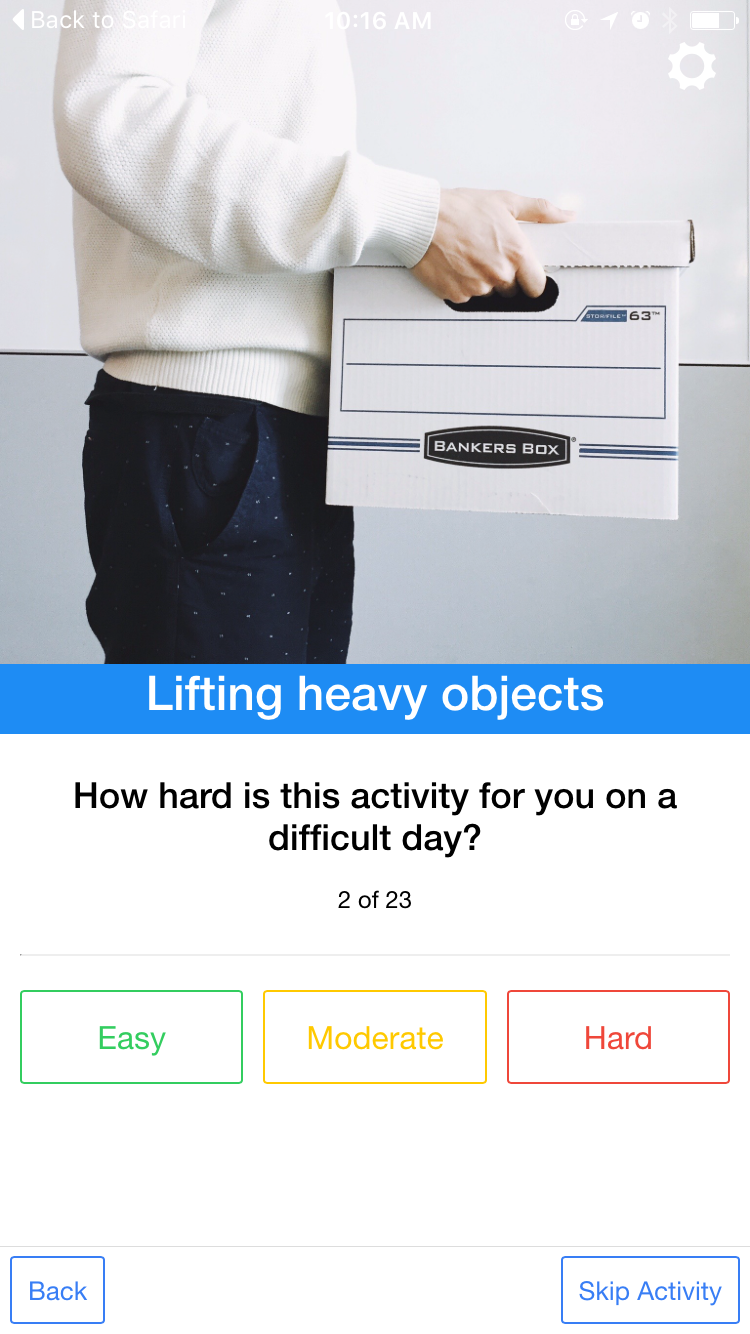 Back to Safari
10:16 AM
STOR/FILE™ 63™
BANKERS BOX®
Lifting heavy objects
How hard is this activity for you on a
difficult day?
2 of 23
Easy
Moderate
Hard
Back
Skip Activity